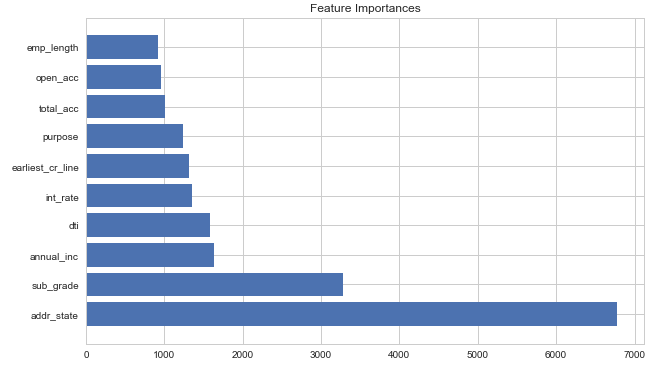 Feature Importances
emp_length
open_acc
total_acc
purpose
earliest_cr_line
int_rate
dti
annual_inc
sub_grade
addr_state
0 1000 2000 3000 4000 5000 6000 7000